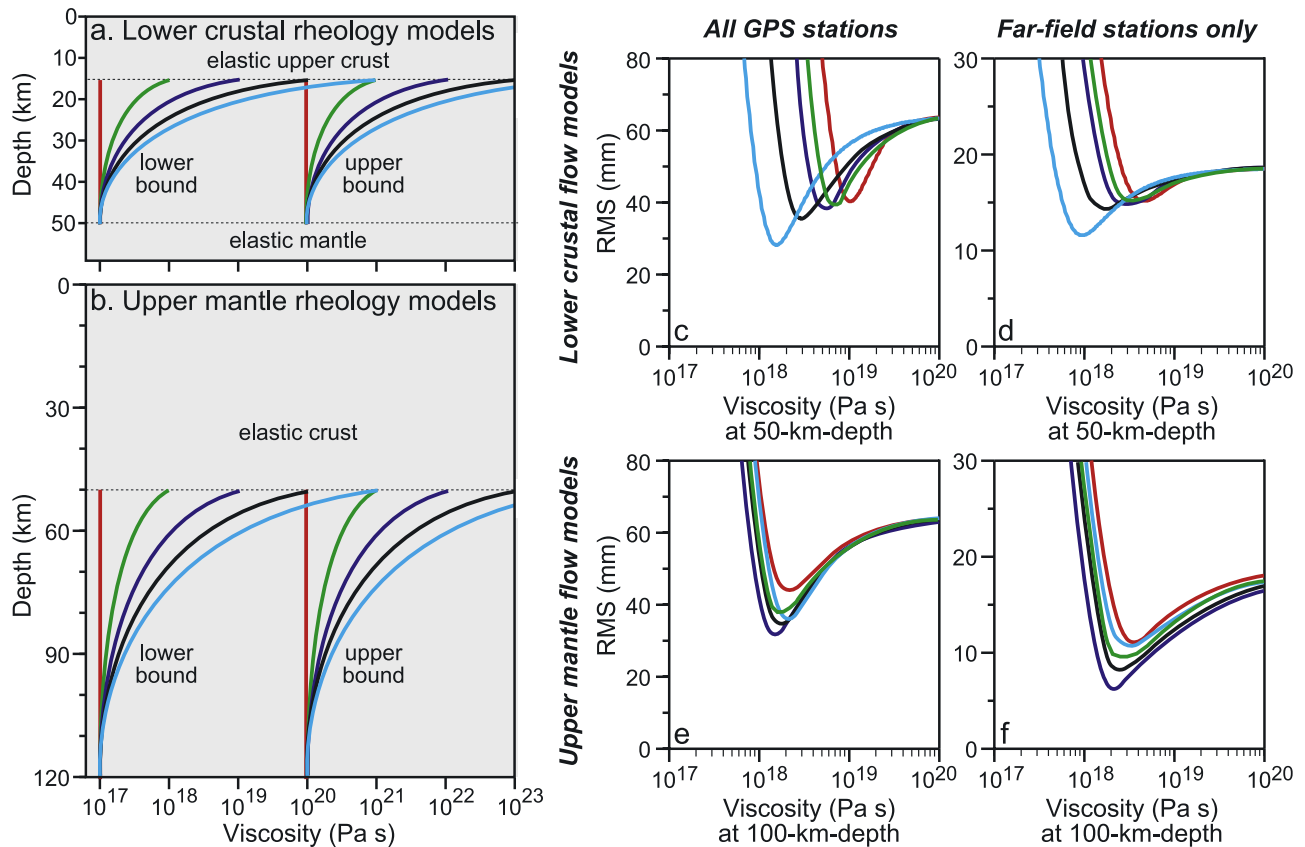 a. Lower crustal rheology models
elastic upper crust
lower
bound
upper
bound
elastic mantle
Depth (km)
0
10
20
30
40
50
60
b. Upper mantle rheology models
elastic crust
lower
bound
upper
bound
Depth (km)
0
30
60
90
120
10^17 10^18 10^19 10^20 10^21 10^22 10^23
Viscosity (Pa s)
All GPS stations
Far-field stations only
Lower crustal flow models
Upper mantle flow models
RMS (mm)
80
60
40
20
0
c
10^17 10^18 10^19 10^20
Viscosity (Pa s)
at 50-km-depth
30
20
10
0
d
10^17 10^18 10^19 10^20
Viscosity (Pa s)
at 50-km-depth
RMS (mm)
80
60
40
20
0
e
10^17 10^18 10^19 10^20
Viscosity (Pa s)
at 100-km-depth
30
20
10
0
f
10^17 10^18 10^19 10^20
Viscosity (Pa s)
at 100-km-depth